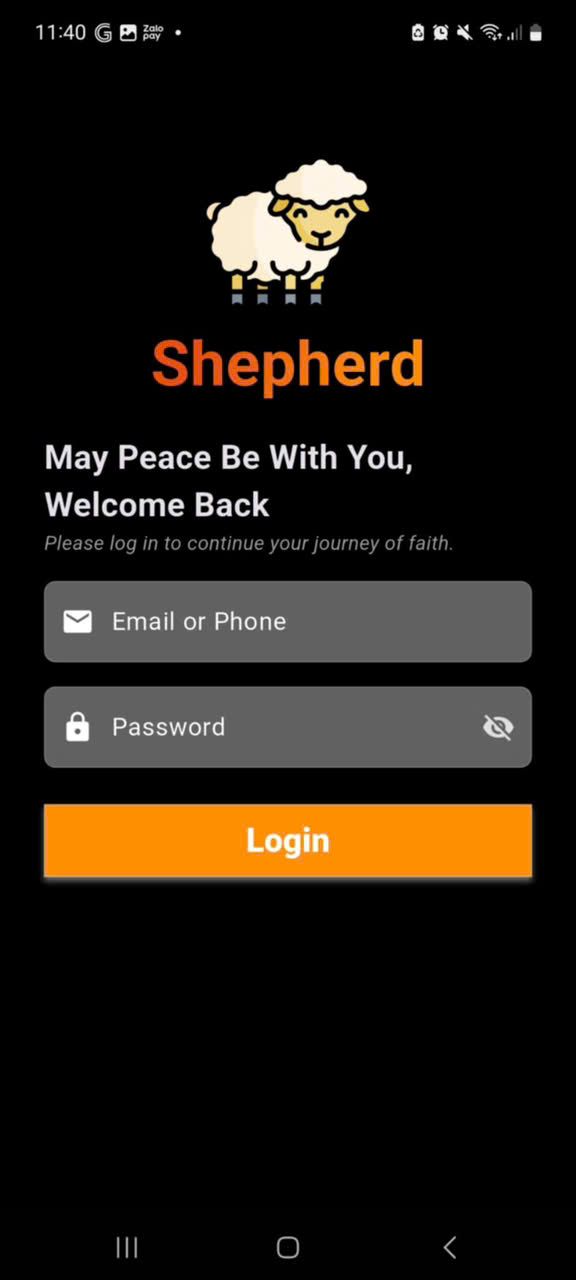 11:40
Zalo
pay
Shepherd
May Peace Be With You,
Welcome Back
Please log in to continue your journey of faith.
Email or Phone
Password
Login